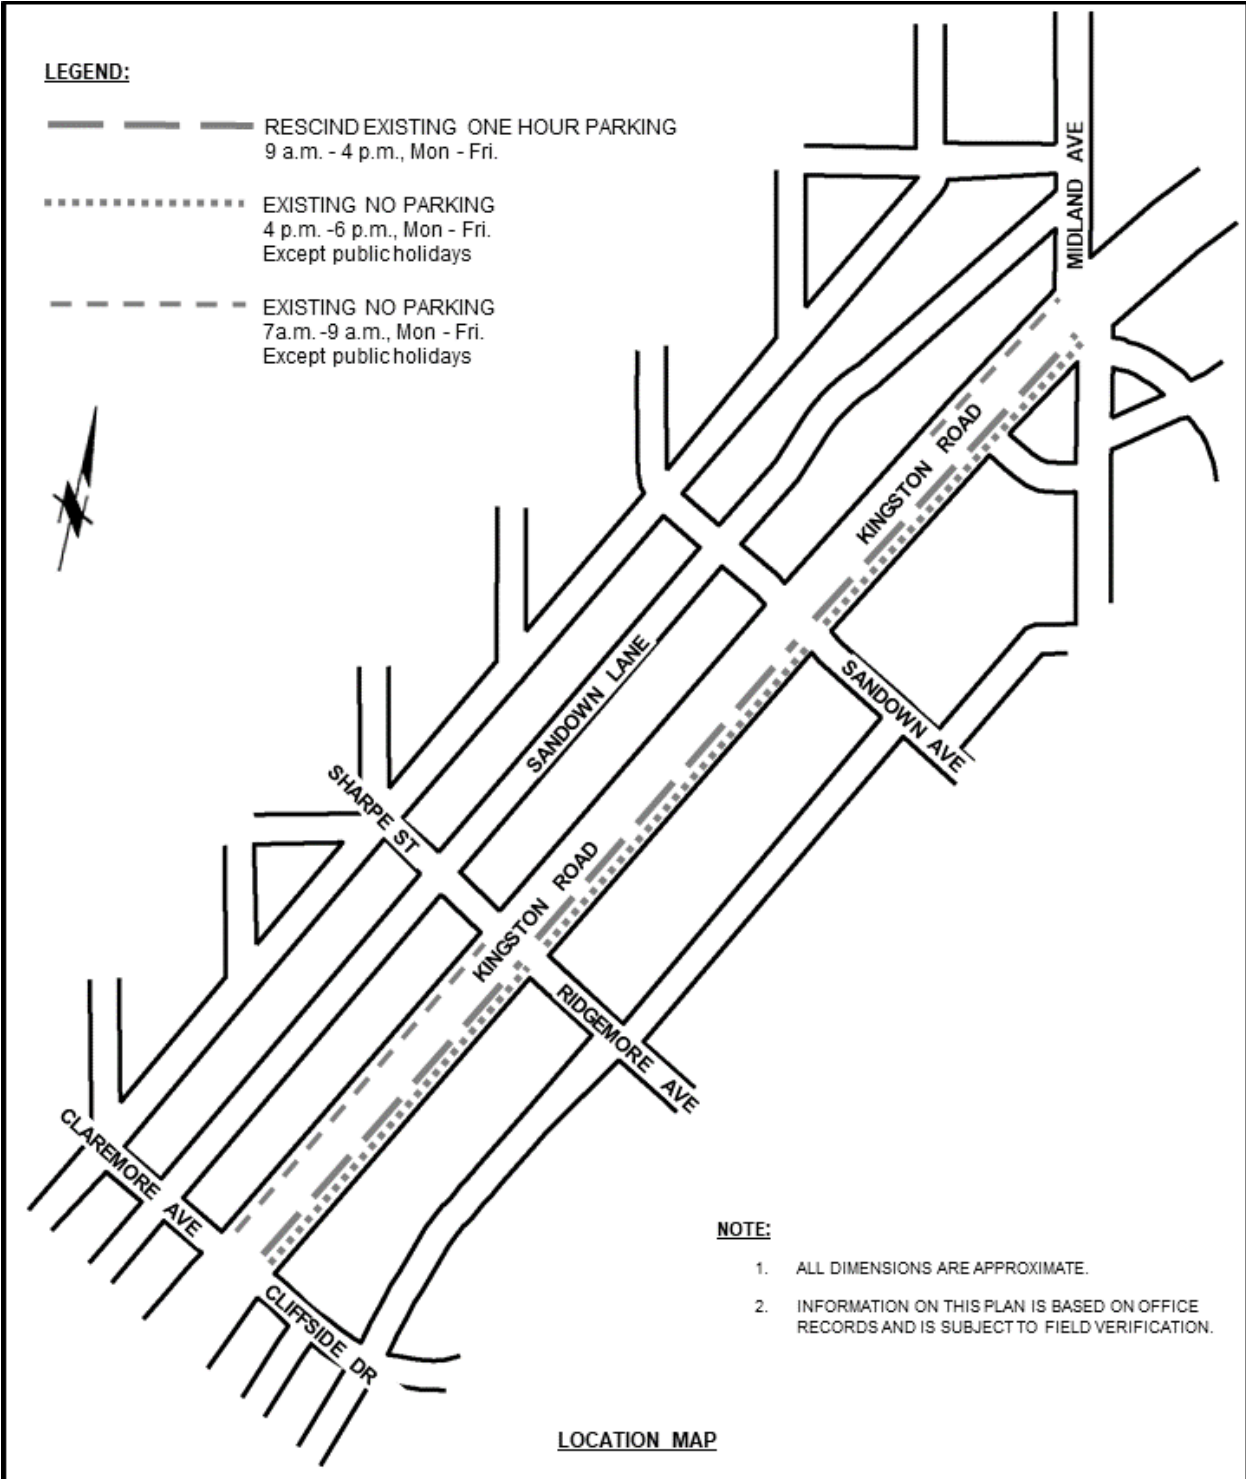 LEGEND:
RESCIND EXISTING ONE HOUR PARKING
9 a.m. - 4 p.m., Mon - Fri.
EXISTING NO PARKING
4 p.m. -6 p.m., Mon - Fri.
Except public holidays
EXISTING NO PARKING
7a.m. -9 a.m., Mon - Fri.
Except public holidays
MIDLAND AVE
KINGSTON ROAD
SANDOWN LANE
SANDOWN AVE
SHARPE ST
KINGSTON ROAD
RIDGEMORE AVE
CLAREMORE AVE
CLIFFSIDE DR
NOTE:
1. ALL DIMENSIONS ARE APPROXIMATE.
2. INFORMATION ON THIS PLAN IS BASED ON OFFICE
RECORDS AND IS SUBJECT TO FIELD VERIFICATION.
LOCATION MAP